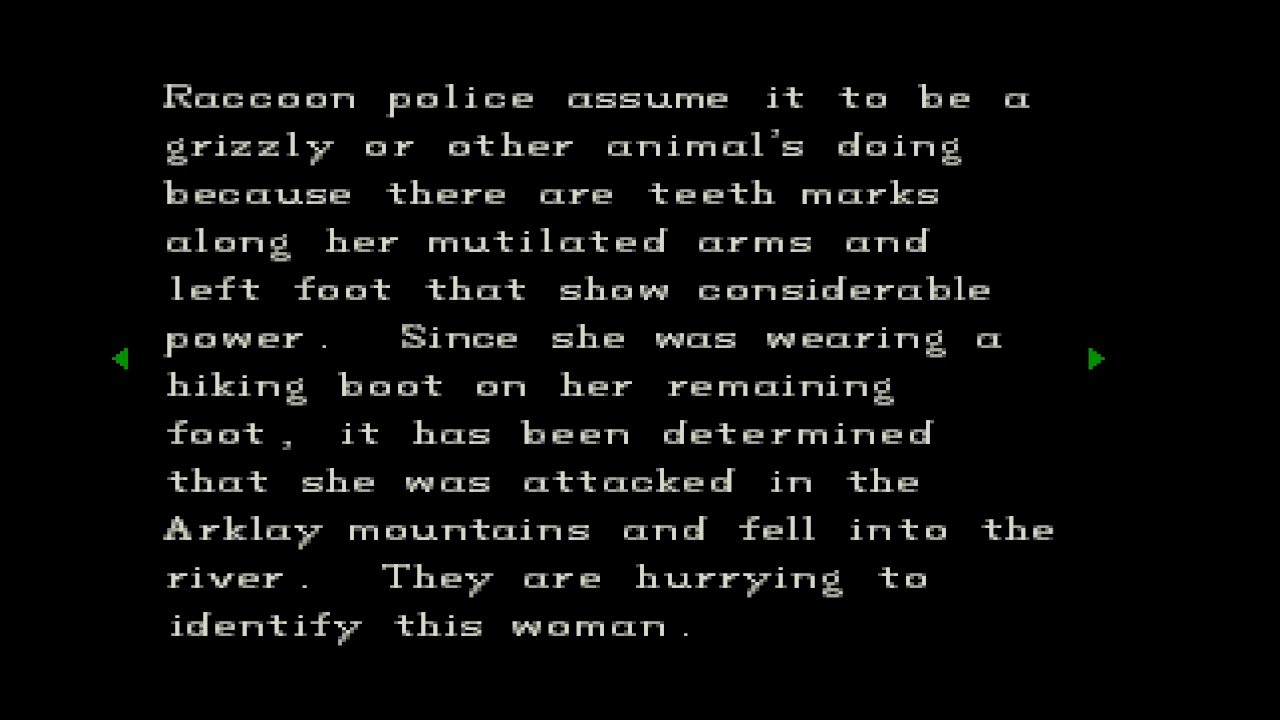 Raccoon police assume it to be a
grizzly or other animal's doing
because there are teeth marks
along her mutilated arms and
left foot that show considerable
power. Since she was wearing a
hiking boot on her remaining
foot, it has been determined
that she was attacked in the
Arklay mountains and fell into the
river. They are hurrying to
identify this woman.